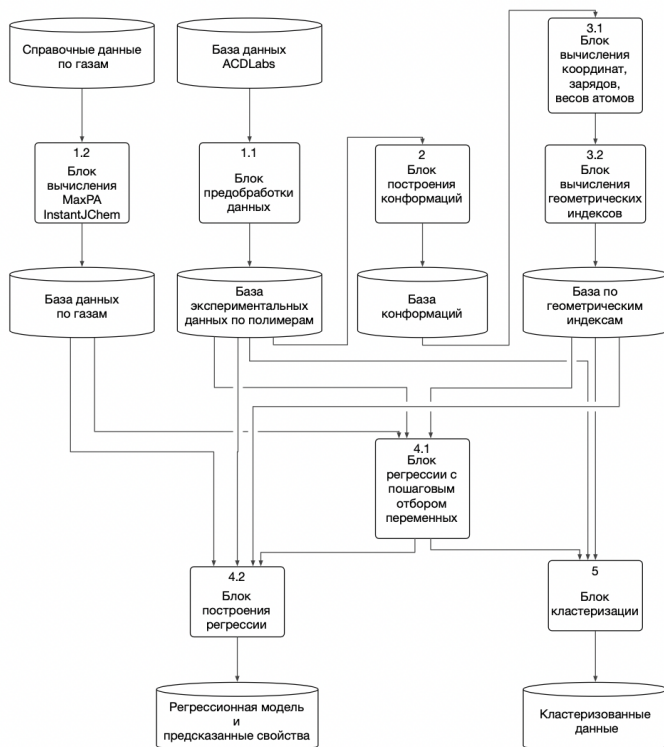 Справочные данные
по газам
База данных
ACDLabs
3.1
Блок
вычисления
координат,
зарядов,
весов атомов
1.2
Блок
вычисления
MaxPA
InstantJChem
1.1
Блок
предобработки
данных
2
Блок
построения
конформаций
3.2
Блок
вычисления
геометрических
индексов
База данных
по газам
База
экспериментальных
данных по полимерам
База
конформаций
База по
геометрическим
индексам
4.1
Блок
регрессии с
пошаговым
отбором
переменных
4.2
Блок
построения
регрессии
5
Блок
кластеризации
Регрессионная модель
и
предсказанные свойства
Кластеризованные
данные